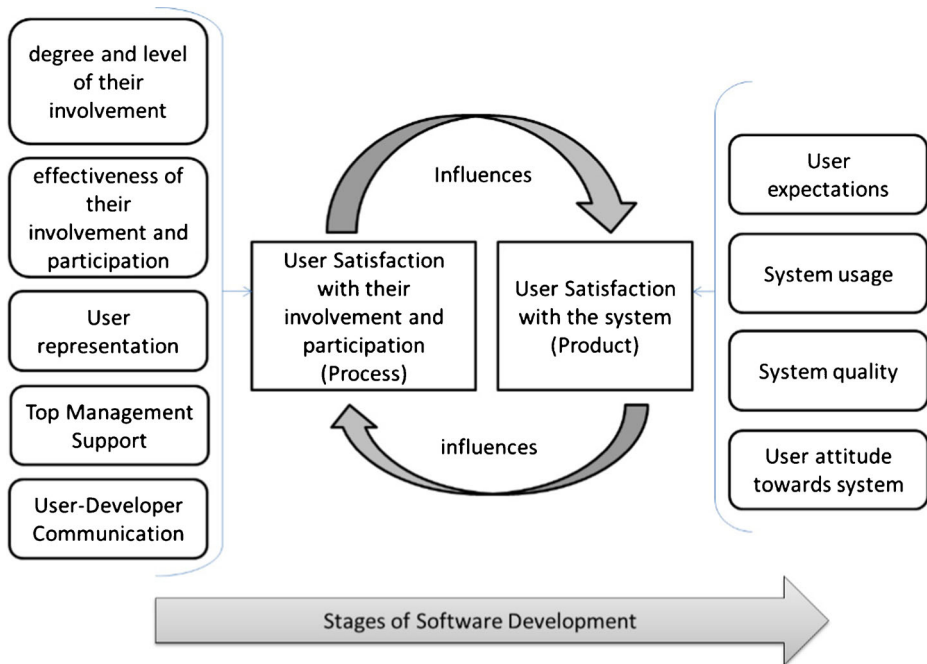 degree and level
of their
involvement
effectiveness of
their
involvement and
participation
User
representation
Top Management
Support
User-Developer
Communication
Influences
User Satisfaction
with their
involvement and
participation
(Process)
User Satisfaction
with the system
(Product)
influences
User
expectations
System usage
System quality
User attitude
towards system
Stages of Software Development